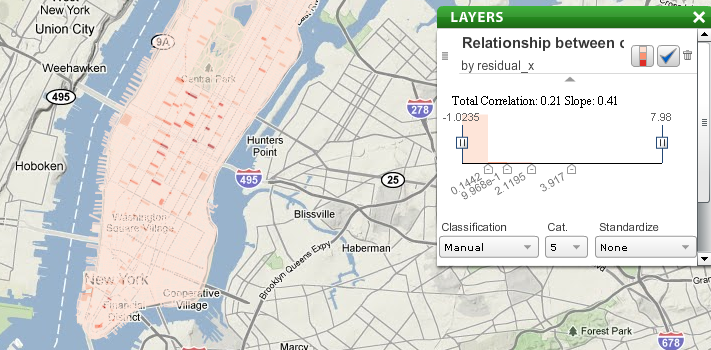 West
New York
Union City
Weehawken
495
Hoboken
9A
Central Park
Washington
Square Village
New York
Financial
District
Cooperative
Village
Hunters
Point
495
278
25
Blissville
Haberman
Brooklyn Queens Expy
Marcy
Forest Park
678
LAYERS
Relationship between
by residual_x
Total Correlation: 0.21 Slope: 0.41
-1.0235 7.98
0.1442 9.968e-1 2.1195 3.917
Classification Cat. Standardize
Manual 5 None